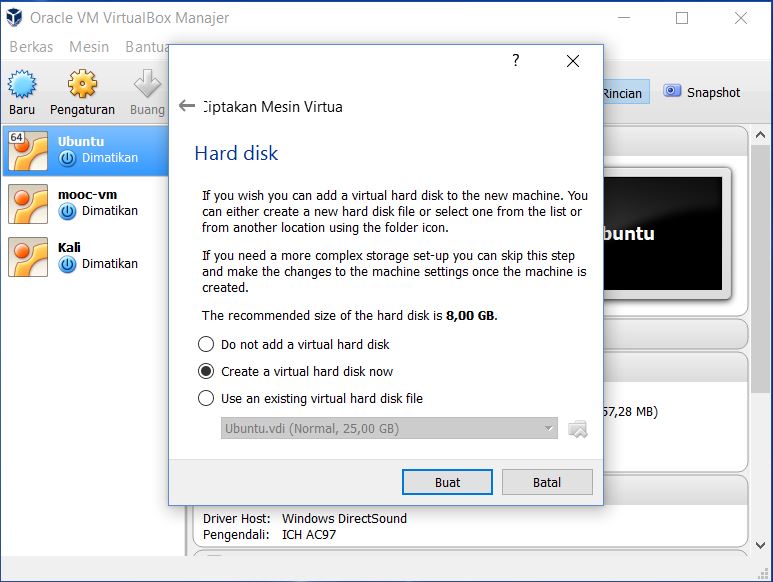 Oracle VM VirtualBox Manajer
Berkas Mesin Bantua
Baru Pengaturan Buang
Rincian Snapshot
64
Ubuntu
Dimatikan
mooc-vm
Dimatikan
Kali
Dimatikan
?
Ciptakan Mesin Virtua
Hard disk
If you wish you can add a virtual hard disk to the new machine. You
can either create a new hard disk file or select one from the list or
from another location using the folder icon.
If you need a more complex storage set-up you can skip this step
and make the changes to the machine settings once the machine is
created.
The recommended size of the hard disk is 8,00 GB.
Do not add a virtual hard disk
Create a virtual hard disk now
Use an existing virtual hard disk file
Ubuntu.vdi (Normal, 25,00 GB)
Buat Batal
buntu
57,28 MB)
Driver Host: Windows DirectSound
Pengendali: ICH AC97